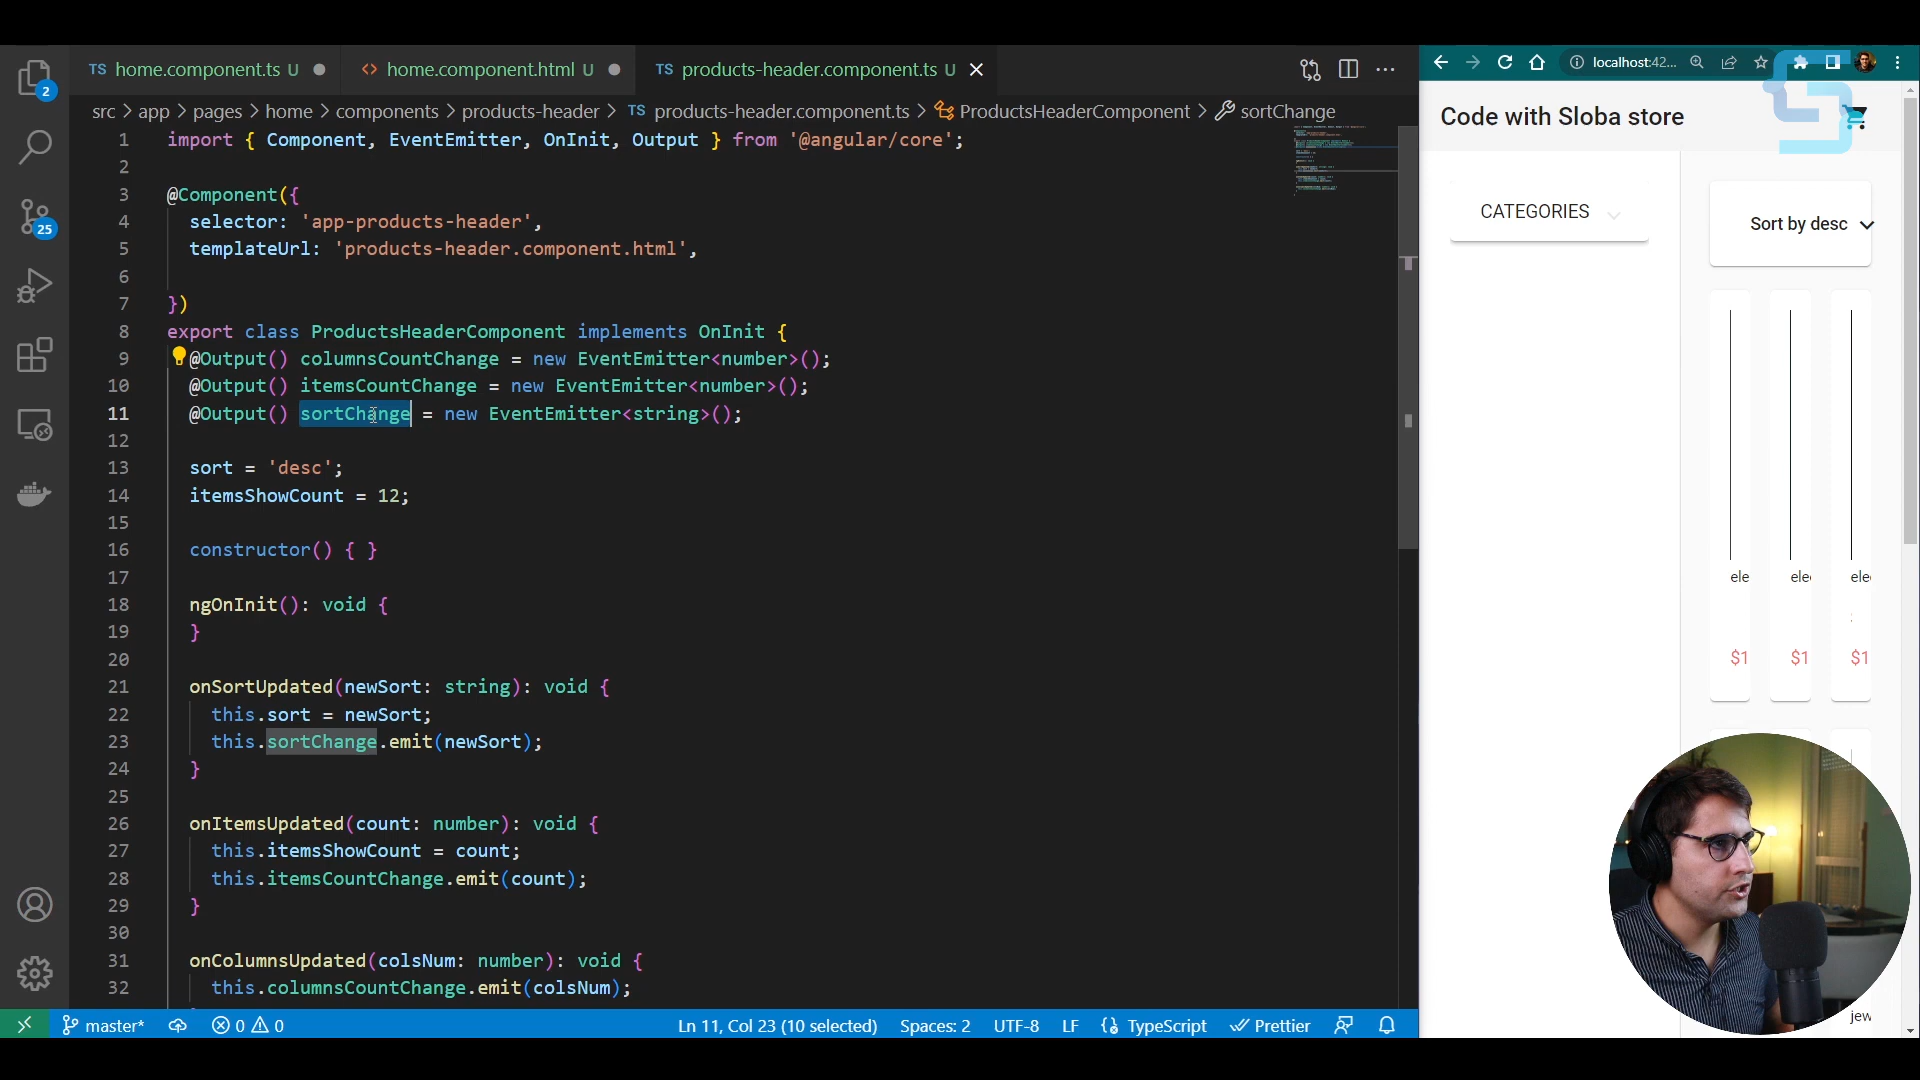 TS home.component.ts U
<> home.component.html U
TS products-header.component.ts U
src > app > pages > home > components > products-header > TS products-header.component.ts > ProductsHeaderComponent > sortChange
1 import { Component, EventEmitter, OnInit, Output } from '@angular/core';
2
3 @Component({
4 selector: 'app-products-header',
5 templateUrl: 'products-header.component.html',
6
7 })
8 export class ProductsHeaderComponent implements OnInit {
9 @Output() columnsCountChange = new EventEmitter<number>();
10 @Output() itemsCountChange = new EventEmitter<number>();
11 @Output() sortChange = new EventEmitter<string>();
12
13 sort = 'desc';
14 itemsShowCount = 12;
15
16 constructor() { }
17
18 ngOnInit(): void {
19 }
20
21 onSortUpdated(newSort: string): void {
22 this.sort = newSort;
23 this.sortChange.emit(newSort);
24 }
25
26 onItemsUpdated(count: number): void {
27 this.itemsShowCount = count;
28 this.itemsCountChange.emit(count);
29 }
30
31 onColumnsUpdated(colsNum: number): void {
32 this.columnsCountChange.emit(colsNum);
2
25
master*
0 0
Ln 11, Col 23 (10 selected)
Spaces: 2
UTF-8
LF
{} TypeScript
Prettier
localhost:42...
Code with Sloba store
CATEGORIES
Sort by desc
ele ele ele
$1 $1 $1
jew